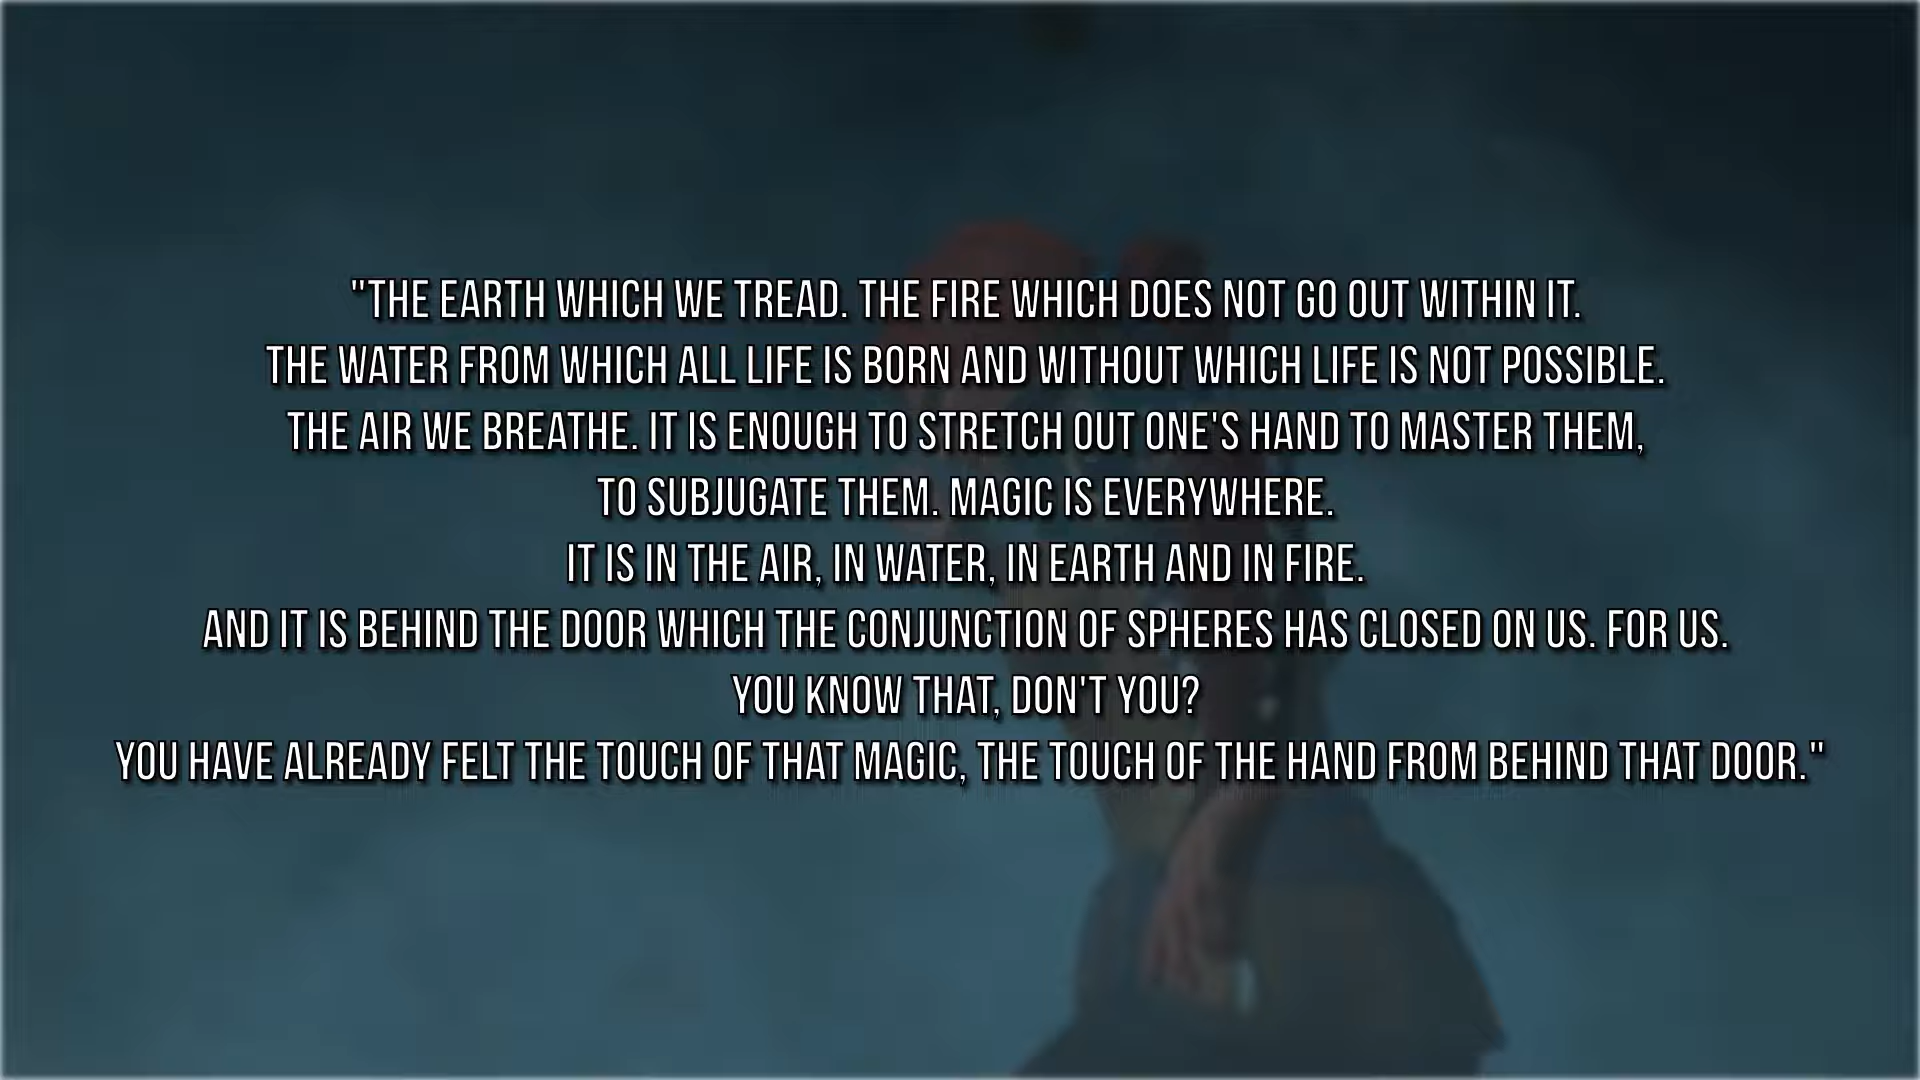 "THE EARTH WHICH WE TREAD. THE FIRE WHICH DOES NOT GO OUT WITHIN IT.
THE WATER FROM WHICH ALL LIFE IS BORN AND WITHOUT WHICH LIFE IS NOT POSSIBLE.
THE AIR WE BREATHE. IT IS ENOUGH TO STRETCH OUT ONE'S HAND TO MASTER THEM,
TO SUBJUGATE THEM. MAGIC IS EVERYWHERE.
IT IS IN THE AIR, IN WATER, IN EARTH AND IN FIRE.
AND IT IS BEHIND THE DOOR WHICH THE CONJUNCTION OF SPHERES HAS CLOSED ON US. FOR US.
YOU KNOW THAT, DON'T YOU?
YOU HAVE ALREADY FELT THE TOUCH OF THAT MAGIC, THE TOUCH OF THE HAND FROM BEHIND THAT DOOR."